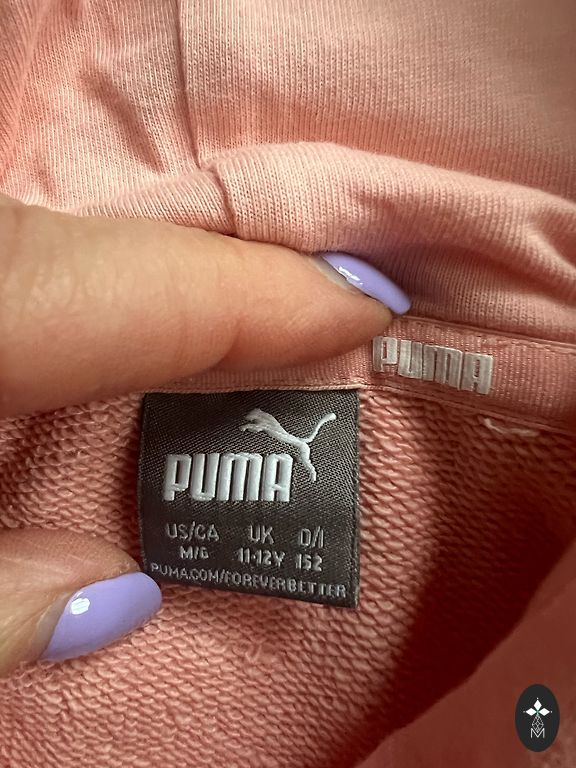 PUMA
PUMA
US/CA UK D/I
M/G 11-12Y 152
PUMA.COM/FOREVERBETTER
M